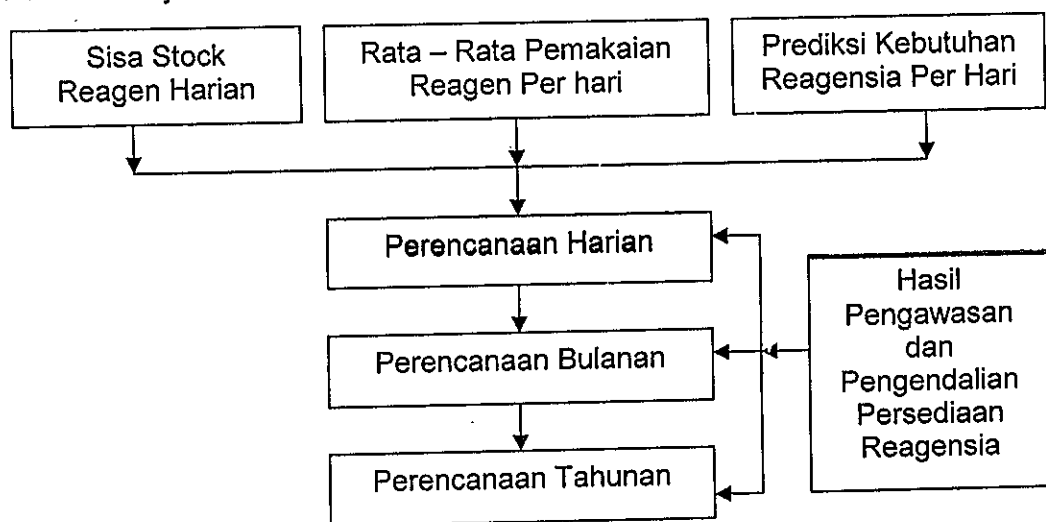 Sisa Stock
Reagen Harian
Rata – Rata Pemakaian
Reagen Per hari
Prediksi Kebutuhan
Reagensia Per Hari
Perencanaan Harian
Perencanaan Bulanan
Perencanaan Tahunan
Hasil
Pengawasan
dan
Pengendalian
Persediaan
Reagensia